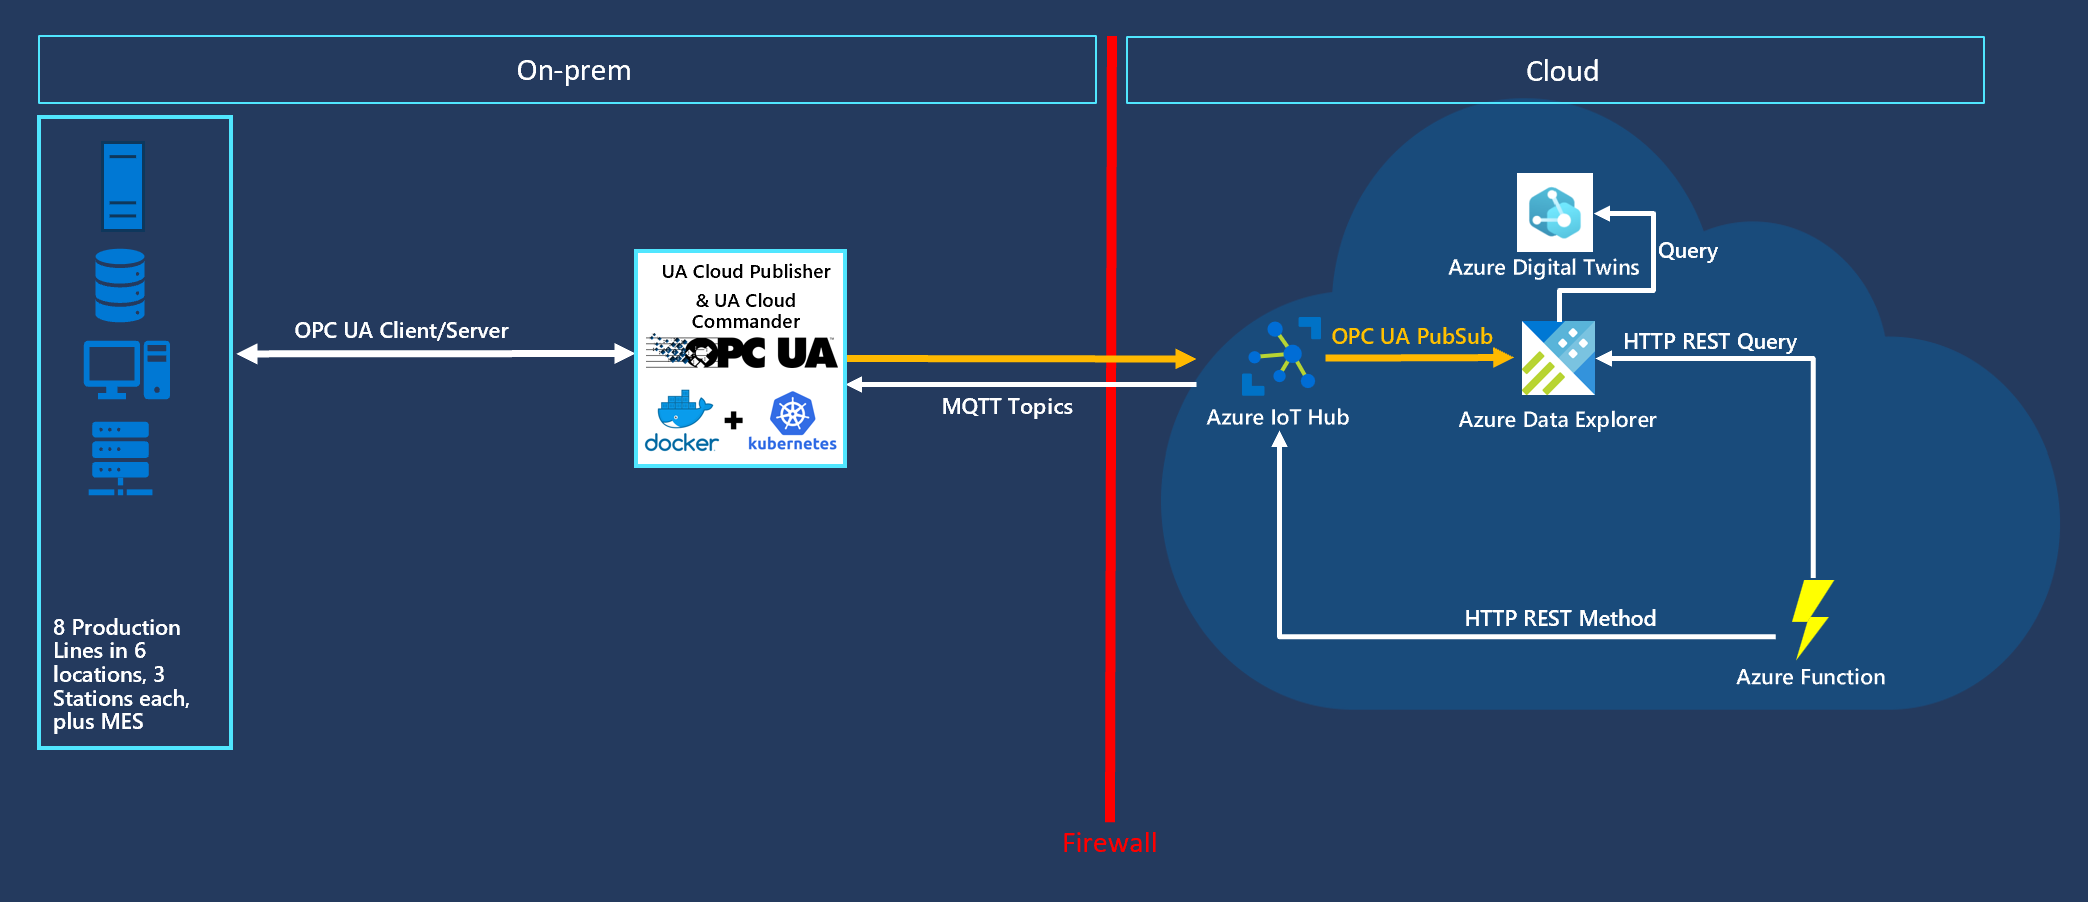 On-prem
Cloud
UA Cloud Publisher
& UA Cloud
Commander
OPC UA
docker
+
kubernetes
OPC UA Client/Server
MQTT Topics
8 Production
Lines in 6
locations, 3
Stations each,
plus MES
Firewall
Azure Digital Twins
Query
OPC UA PubSub
HTTP REST Query
Azure IoT Hub
Azure Data Explorer
HTTP REST Method
Azure Function